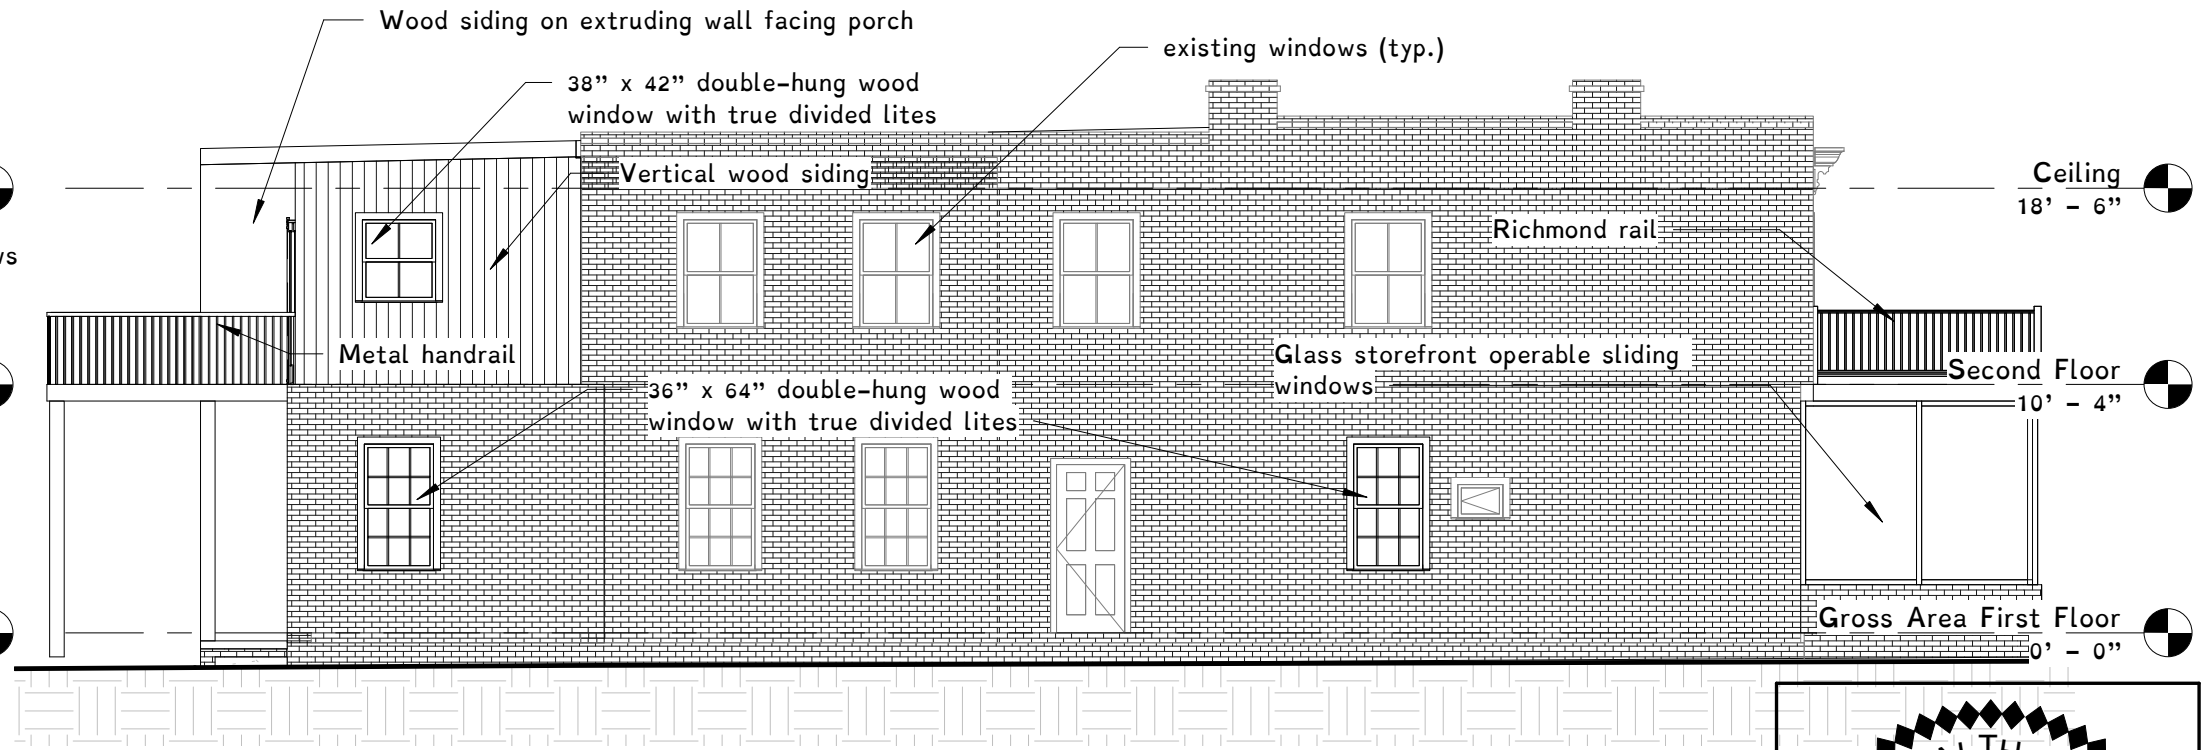 Wood siding on extruding wall facing porch
existing windows (typ.)
38” x 42” double-hung wood
window with true divided lites
Vertical wood siding
Ceiling
18’ - 6”
Richmond rail
Metal handrail
Glass storefront operable sliding
windows
Second Floor
10’ - 4”
36” x 64” double-hung wood
window with true divided lites
Gross Area First Floor
0’ - 0”